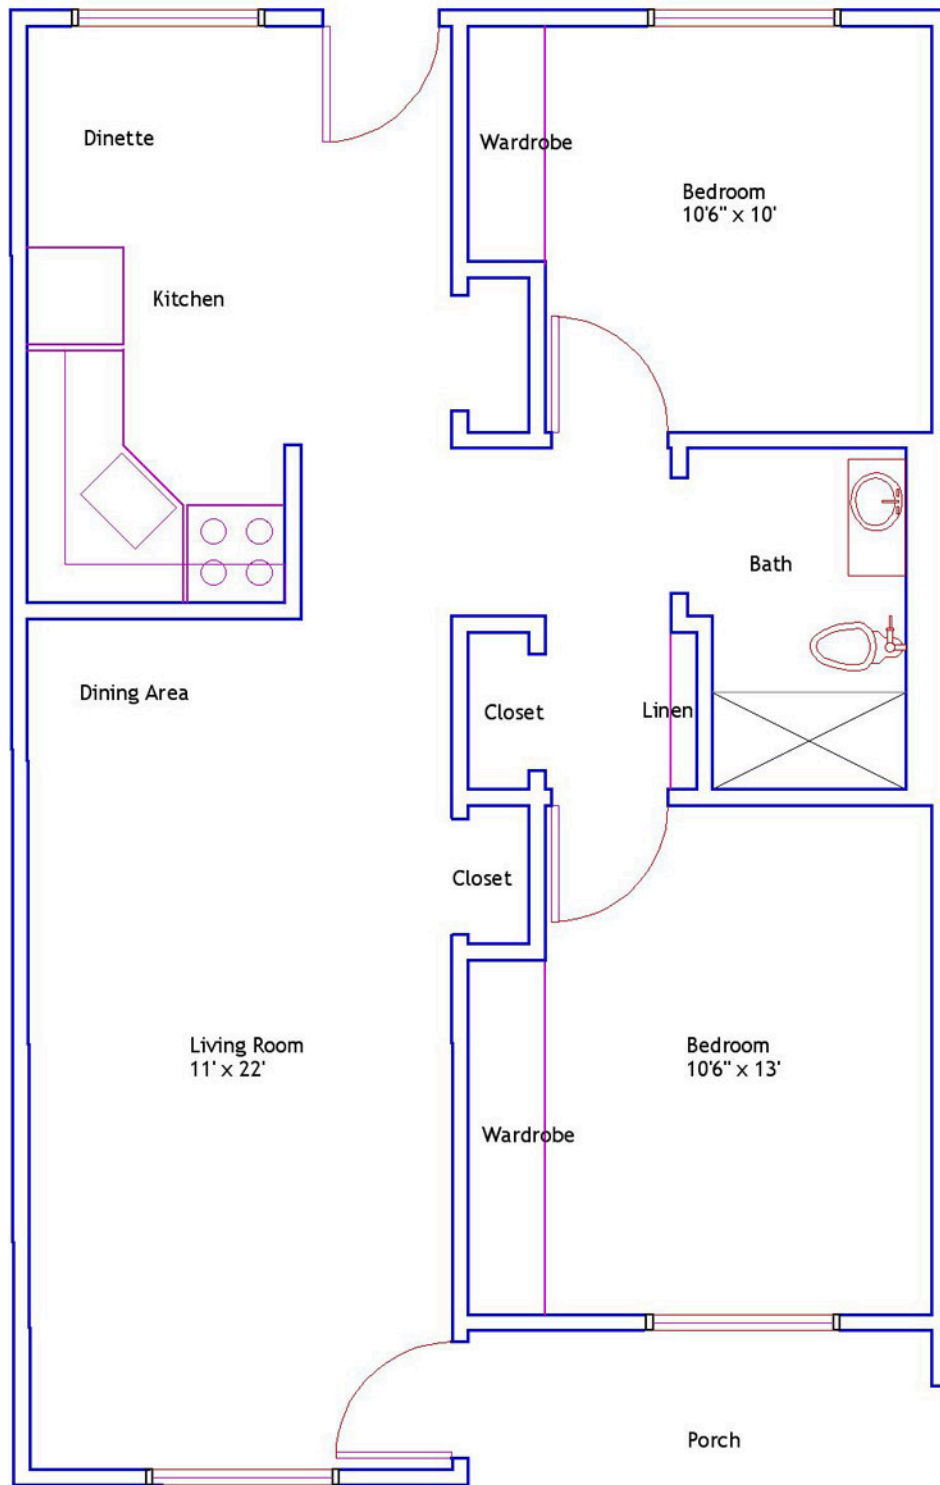 Dinette
Wardrobe
Bedroom
10'6" x 10'
Kitchen
Bath
Dining Area
Closet
Linen
Closet
Living Room
11' x 22'
Bedroom
10'6" x 13'
Wardrobe
Porch